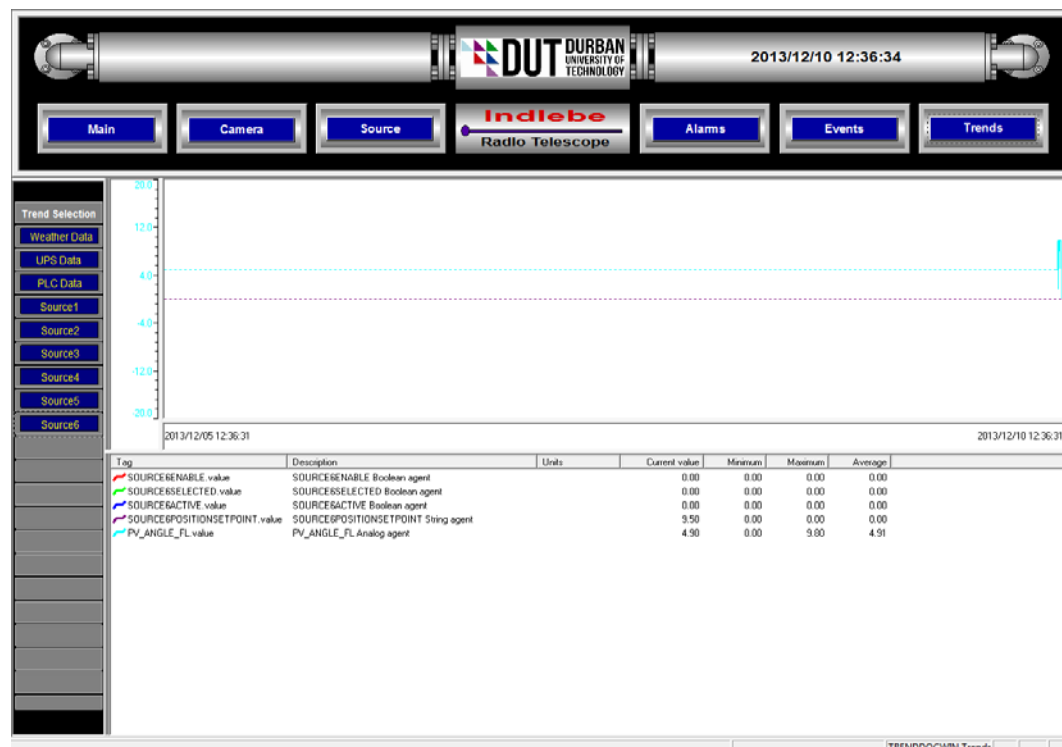 DUT DURBAN
UNIVERSITY OF
TECHNOLOGY
2013/12/10 12:36:34
Main
Camera
Source
Indlebe
Radio Telescope
Alarms
Events
Trends
Trend Selection
Weather Data
UPS Data
PLC Data
Source1
Source2
Source3
Source4
Source5
Source6
20.0
12.0
4.0
-4.0
-12.0
-20.0
2013/12/05 12:36:31 2013/12/10 12:36:31
Tag Description Units Current value Minimum Maximum Average
SOURCE6ENABLE.value SOURCE6ENABLE Boolean agent 0.00 0.00 0.00 0.00
SOURCE6SELECTED.value SOURCE6SELECTED Boolean agent 0.00 0.00 0.00 0.00
SOURCE6ACTIVE.value SOURCE6ACTIVE Boolean agent 0.00 0.00 0.00 0.00
SOURCE6POSITIONSETPOINT.value SOURCE6POSITIONSETPOINT String agent 9.50 0.00 0.00 0.00
PV_ANGLE_FL.value PV_ANGLE_FL Analog agent 4.90 0.00 9.80 4.91